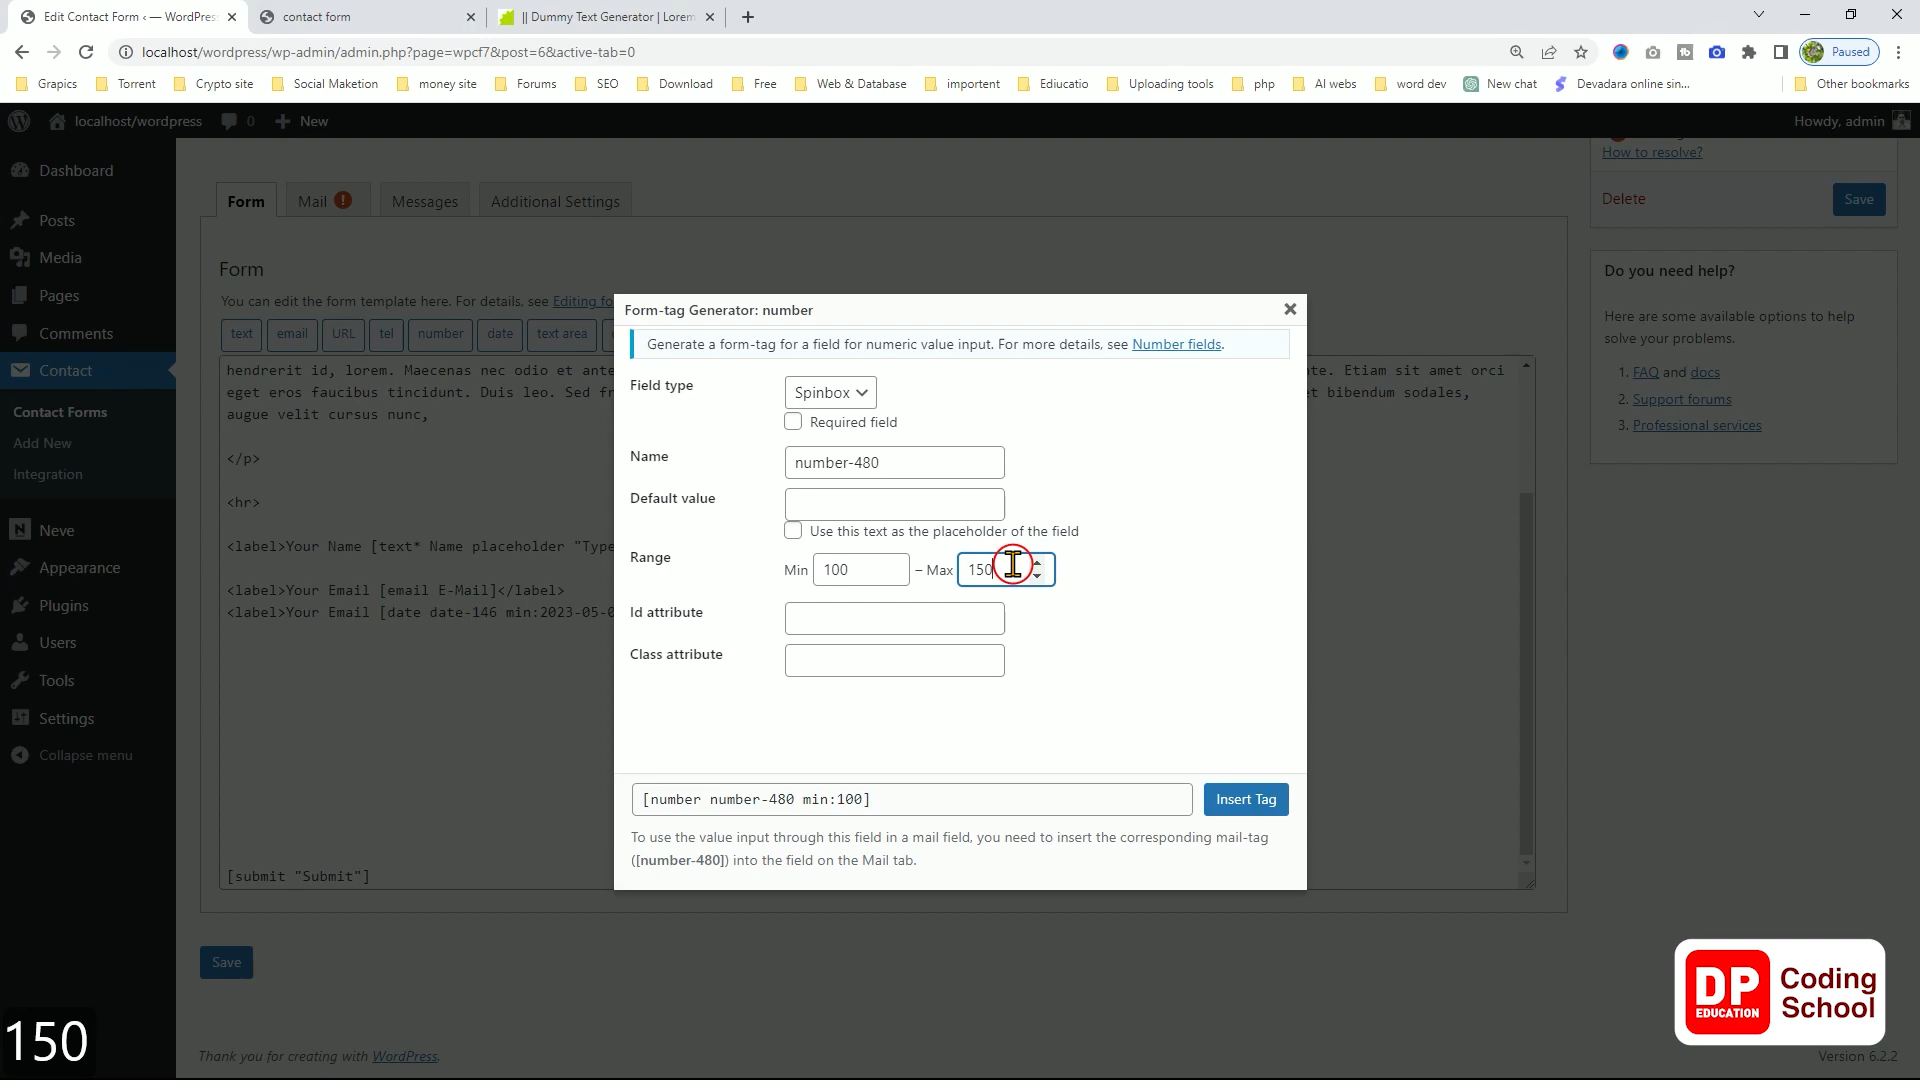 Edit Contact Form ‹ — WordPres
contact form
|| Dummy Text Generator | Lorem
localhost/wordpress/wp-admin/admin.php?page=wpcf7&post=6&active-tab=0
Paused
Grapics
Torrent
Crypto site
Social Maketion
money site
Forums
SEO
Download
Free
Web & Database
importent
Educatio
Uploading tools
php
AI webs
word dev
New chat
Devadara online sin...
Other bookmarks
localhost/wordpress
0
New
Howdy, admin
Dashboard
Posts
Media
Pages
Comments
Contact
Contact Forms
Add New
Integration
Neve
Appearance
Plugins
Users
Tools
Settings
Collapse menu
Form
Mail !
Messages
Additional Settings
Form
You can edit the form template here. For details, see Editing fo
text
email
URL
tel
number
date
text area
hendrerit id, lorem. Maecenas nec odio et ante
te. Etiam sit amet orci
eget eros faucibus tincidunt. Duis leo. Sed fr
t bibendum sodales,
augue velit cursus nunc,
</p>
<hr>
<label>Your Name [text* Name placeholder "Type
<label>Your Email [email E-Mail]</label>
<label>Your Email [date date-146 min:2023-05-0
[submit "Submit"]
Save
Thank you for creating with WordPress.
Version 6.2.2
How to resolve?
Delete
Save
Do you need help?
Here are some available options to help
solve your problems.
1. FAQ and docs
2. Support forums
3. Professional services
Form-tag Generator: number
Generate a form-tag for a field for numeric value input. For more details, see Number fields.
Field type
Spinbox
Required field
Name
number-480
Default value
Use this text as the placeholder of the field
Range
Min 100 – Max 150
Id attribute
Class attribute
[number number-480 min:100]
Insert Tag
To use the value input through this field in a mail field, you need to insert the corresponding mail-tag
([number-480]) into the field on the Mail tab.
150
DP
EDUCATION
Coding
School